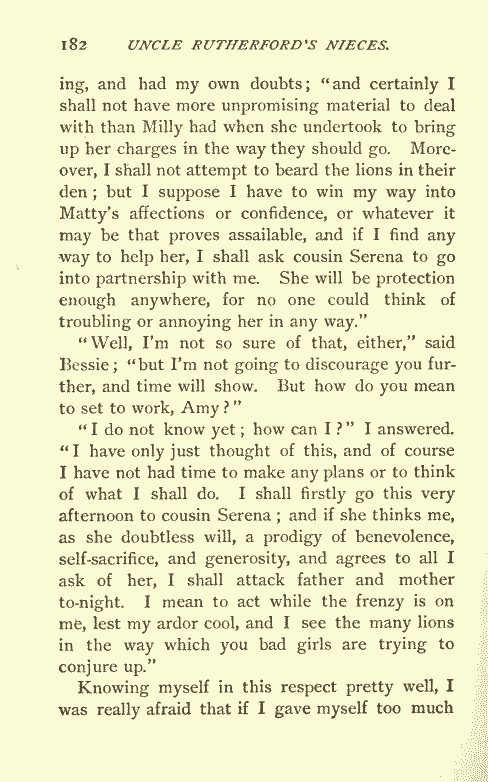 182 UNCLE RUTHERFORD'S NIECES.
ing, and had my own doubts; "and certainly I
shall not have more unpromising material to deal
with than Milly had when she undertook to bring
up her charges in the way they should go. More-
over, I shall not attempt to beard the lions in their
den; but I suppose I have to win my way into
Matty's affections or confidence, or whatever it
may be that proves assailable, and if I find any
way to help her, I shall ask cousin Serena to go
into partnership with me. She will be protection
enough anywhere, for no one could think of
troubling or annoying her in any way."
"Well, I'm not so sure of that, either," said
Bessie; "but I'm not going to discourage you fur-
ther, and time will show. But how do you mean
to set to work, Amy?"
"I do not know yet; how can I?" I answered.
"I have only just thought of this, and of course
I have not had time to make any plans or to think
of what I shall do. I shall firstly go this very
afternoon to cousin Serena; and if she thinks me,
as she doubtless will, a prodigy of benevolence,
self-sacrifice, and generosity, and agrees to all I
ask of her, I shall attack father and mother
to-night. I mean to act while the frenzy is on
me, lest my ardor cool, and I see the many lions
in the way which you bad girls are trying to
conjure up."
Knowing myself in this respect pretty well, I
was really afraid that if I gave myself too much